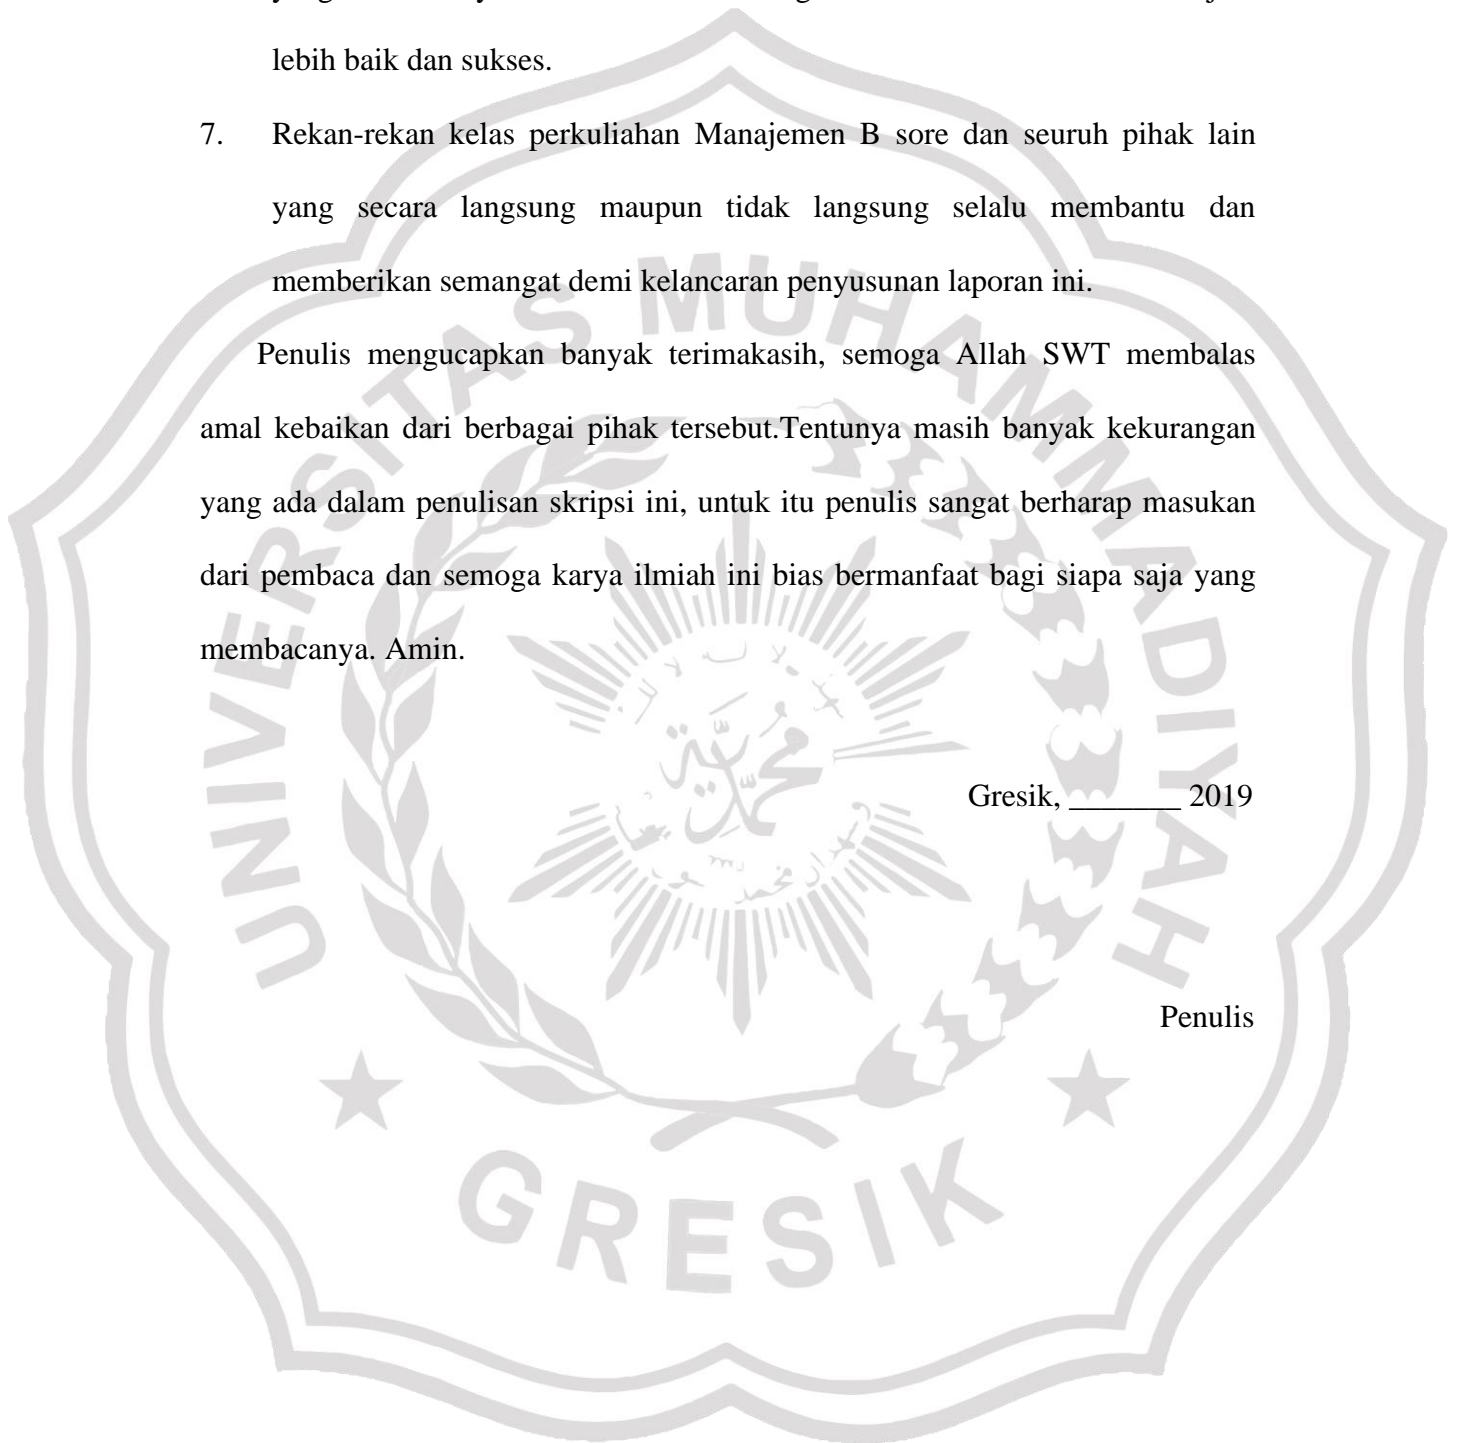 lebih baik dan sukses.
7. Rekan-rekan kelas perkuliahan Manajemen B sore dan seuruh pihak lain
yang secara langsung maupun tidak langsung selalu membantu dan
memberikan semangat demi kelancaran penyusunan laporan ini.
Penulis mengucapkan banyak terimakasih, semoga Allah SWT membalas
amal kebaikan dari berbagai pihak tersebut.Tentunya masih banyak kekurangan
yang ada dalam penulisan skripsi ini, untuk itu penulis sangat berharap masukan
dari pembaca dan semoga karya ilmiah ini bias bermanfaat bagi siapa saja yang
membacanya. Amin.
Gresik, _______ 2019
Penulis
UNIVERSITAS MUHAMMADIYAH
محمدية
GRESIK